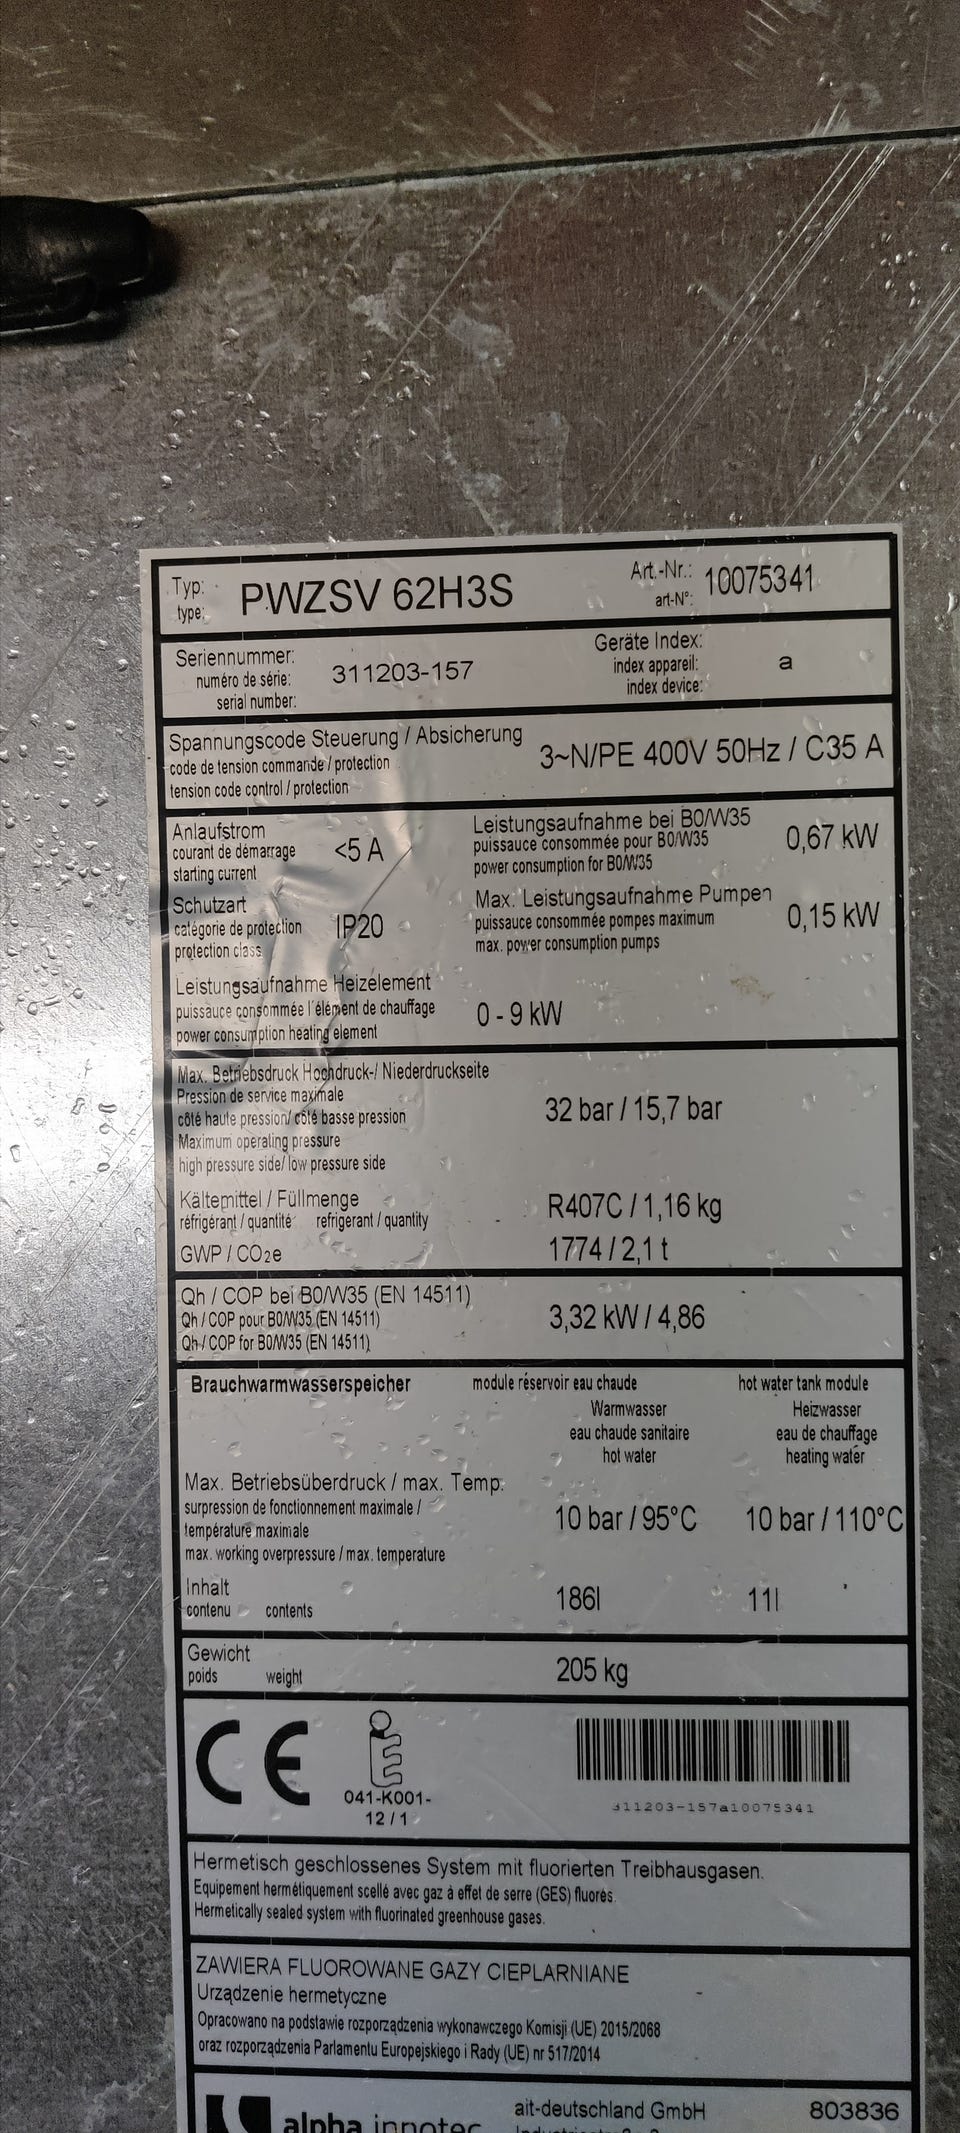 Typ: PWZSV 62H3S Art.-Nr.: 10075341
type: art-N°:
Seriennummer: 311203-157 Geräte Index: a
numéro de série: index appareil:
serial number: index device:
Spannungscode Steuerung / Absicherung 3~N/PE 400V 50Hz / C35 A
code de tension commande / protection
tension code control / protection
Anlaufstrom <5 A Leistungsaufnahme bei B0/W35 0,67 kW
courant de démarrage puissauce consommée pour B0/W35
starting current power consumption for B0/W35
Schutzart IP20 Max. Leistungsaufnahme Pumpen 0,15 kW
catégorie de protection puissauce consommée pompes maximum
protection class max. power consumption pumps
Leistungsaufnahme Heizelement 0 - 9 kW
puissauce consommée l'élément de chauffage
power consumption heating element
Max. Betriebsdruck Hochdruck-/ Niederdruckseite
Pression de service maximale
côté haute pression/ côté basse pression 32 bar / 15,7 bar
Maximum operating pressure
high pressure side/ low pressure side
Kältemittel / Füllmenge R407C / 1,16 kg
réfrigérant / quantité refrigerant / quantity
GWP / CO2e 1774 / 2,1 t
Qh / COP bei B0/W35 (EN 14511)
Qh / COP pour B0/W35 (EN 14511) 3,32 kW / 4,86
Qh / COP for B0/W35 (EN 14511)
Brauchwarmwasserspeicher module réservoir eau chaude hot water tank module
Warmwasser Heizwasser
eau chaude sanitaire eau de chauffage
hot water heating water
Max. Betriebsüberdruck / max. Temp.
surpression de fonctionnement maximale / 10 bar / 95°C 10 bar / 110°C
température maximale
max. working overpressure / max. temperature
Inhalt 186l 11l
contenu contents
Gewicht 205 kg
poids weight
CE
041-K001-
12 / 1
311203-157a10075341
Hermetisch geschlossenes System mit fluorierten Treibhausgasen.
Equipement hermétiquement scellé avec gaz à effet de serre (GES) fluorés.
Hermetically sealed system with fluorinated greenhouse gases.
ZAWIERA FLUOROWANE GAZY CIEPLARNIANE
Urządzenie hermetyczne
Opracowano na podstawie rozporządzenia wykonawczego Komisji (UE) 2015/2068
oraz rozporządzenia Parlamentu Europejskiego i Rady (UE) nr 517/2014
alpha innotec ait-deutschland GmbH 803836